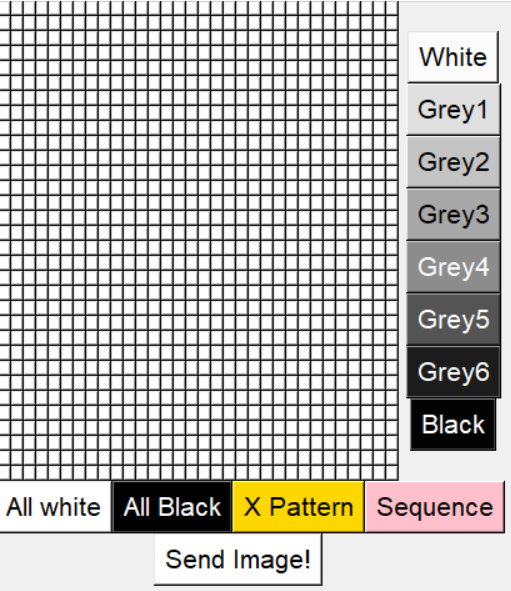 White
Grey1
Grey2
Grey3
Grey4
Grey5
Grey6
Black
All white All Black X Pattern Sequence
Send Image!